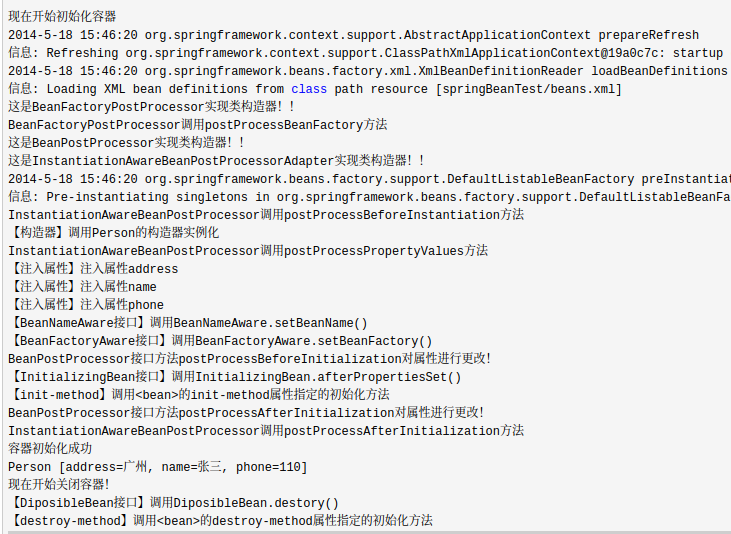 现在开始初始化容器
2014-5-18 15:46:20 org.springframework.context.support.AbstractApplicationContext prepareRefresh
信息: Refreshing org.springframework.context.support.ClassPathXmlApplicationContext@19a0c7c: startup
2014-5-18 15:46:20 org.springframework.beans.factory.xml.XmlBeanDefinitionReader loadBeanDefinitions
信息: Loading XML bean definitions from class path resource [springBeanTest/beans.xml]
这是BeanFactoryPostProcessor实现类构造器！！
BeanFactoryPostProcessor调用postProcessBeanFactory方法
这是BeanPostProcessor实现类构造器！！
这是InstantiationAwareBeanPostProcessorAdapter实现类构造器！！
2014-5-18 15:46:20 org.springframework.beans.factory.support.DefaultListableBeanFactory preInstantiat
信息: Pre-instantiating singletons in org.springframework.beans.factory.support.DefaultListableBeanFa
InstantiationAwareBeanPostProcessor调用postProcessBeforeInstantiation方法
【构造器】调用Person的构造器实例化
InstantiationAwareBeanPostProcessor调用postProcessPropertyValues方法
【注入属性】注入属性address
【注入属性】注入属性name
【注入属性】注入属性phone
【BeanNameAware接口】调用BeanNameAware.setBeanName()
【BeanFactoryAware接口】调用BeanFactoryAware.setBeanFactory()
BeanPostProcessor接口方法postProcessBeforeInitialization对属性进行更改！
【InitializingBean接口】调用InitializingBean.afterPropertiesSet()
【init-method】调用<bean>的init-method属性指定的初始化方法
BeanPostProcessor接口方法postProcessAfterInitialization对属性进行更改！
InstantiationAwareBeanPostProcessor调用postProcessAfterInitialization方法
容器初始化成功
Person [address=广州, name=张三, phone=110]
现在开始关闭容器！
【DiposibleBean接口】调用DiposibleBean.destory()
【destroy-method】调用<bean>的destroy-method属性指定的初始化方法